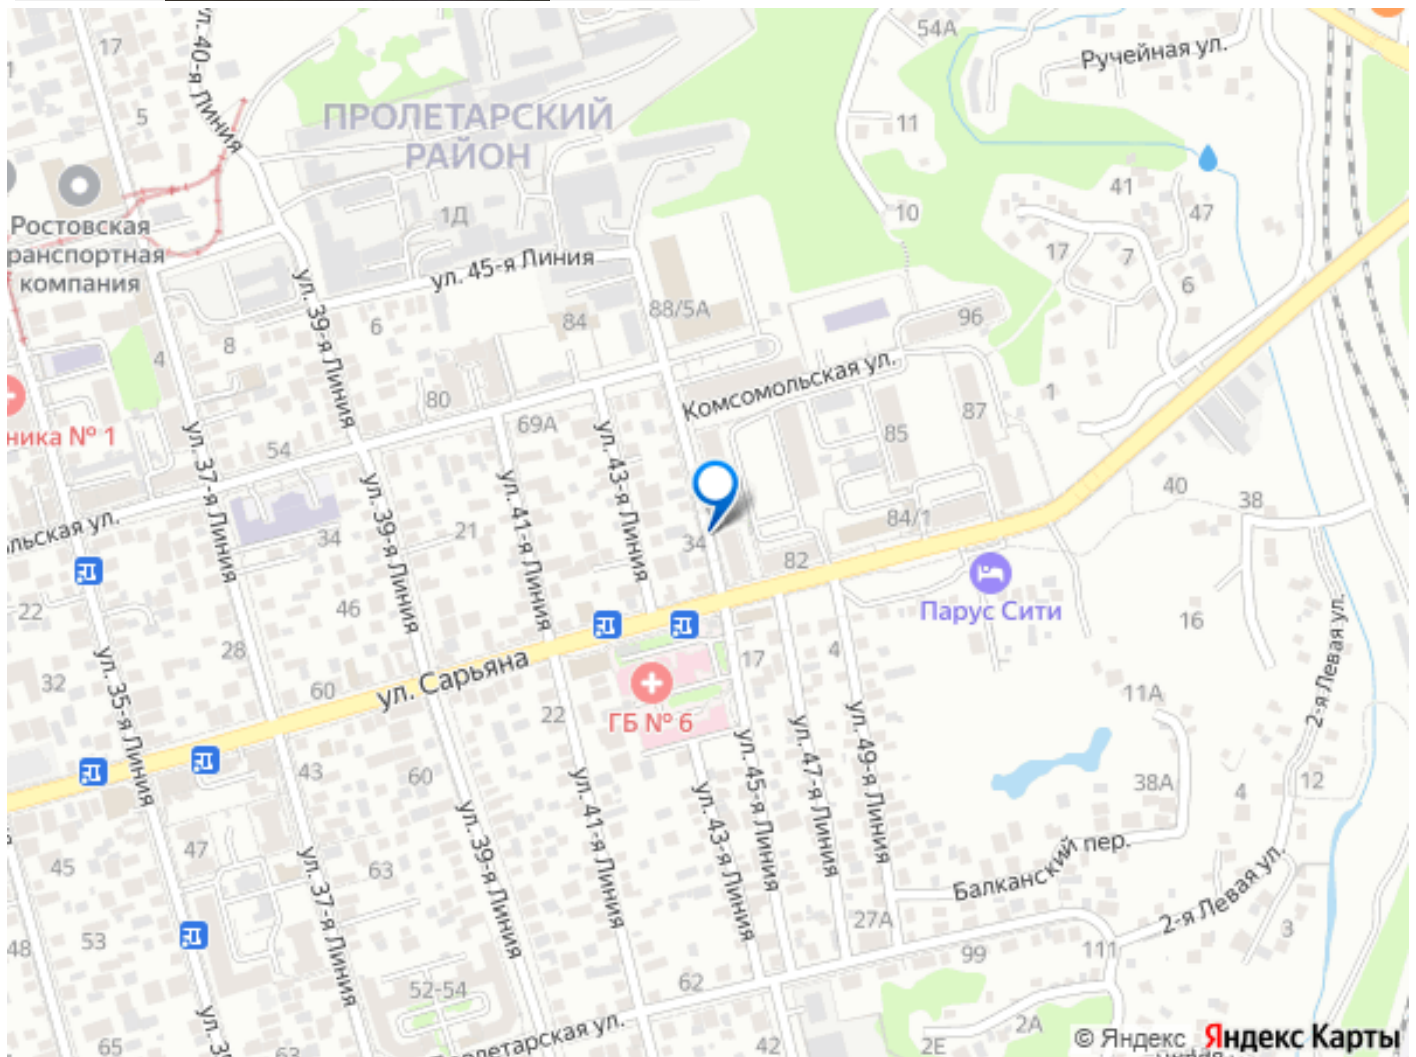 54А
Ручейная ул.
17
ул. 40-я Линия
5
ПРОЛЕТАРСКИЙ
РАЙОН
11
41
47
10
1Д
Ростовская
ранспортная
компания
17
7
6
ул. 45-я Линия
ул. 39-я Линия
88/5А
84
6
96
8
4
Комсомольская ул.
1
80
87
69А
85
ника № 1
54
ул. 37-я Линия
ул. 43-я Линия
ул. 41-я Линия
ул. 39-я Линия
40
38
84/1
льская ул.
34
21
34
82
Парус Сити
22
46
16
28
4
17
32
ул. Сарьяна
60
11А
2-я Левая ул.
22
ГБ № 6
ул. 35-я Линия
43
60
38А
4
12
ул. 45-я Линия
ул. 47-я Линия
ул. 49-я Линия
ул. 41-я Линия
ул. 43-я Линия
ул. 39-я Линия
ул. 37-я Линия
45
47
63
Балканский пер.
2-я Левая ул.
27А
3
48
53
99
111
62
52-54
Пролетарская ул.
2А
2Е
42
65
63
ул. 3
© Яндекс Яндекс Карты